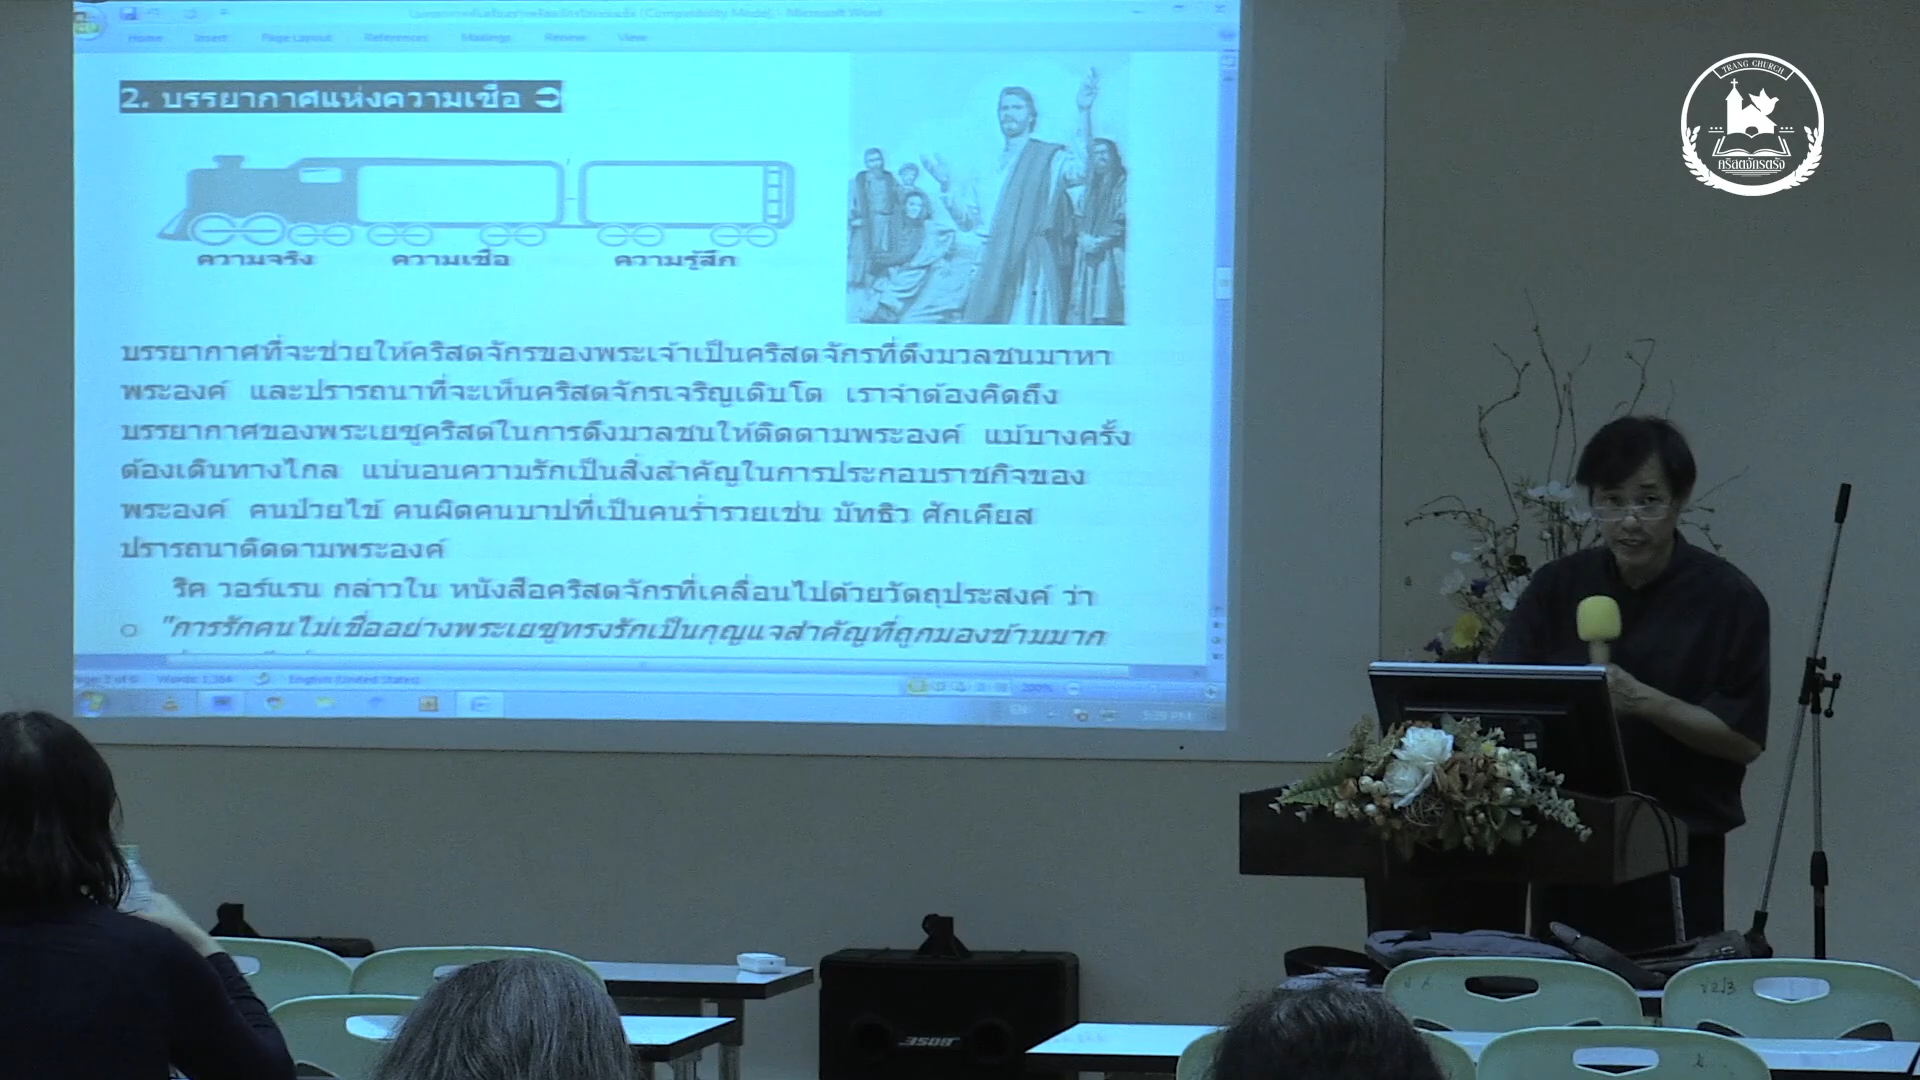 Home Insert Page Layout References Mailings Review View
2. บรรยากาศแห่งความเชื่อ ➲
ความจริง ความเชื่อ ความรู้สึก
บรรยากาศที่จะช่วยให้คริสตจักรของพระเจ้าเป็นคริสตจักรที่ดึงมวลชนมาหา
พระองค์ และปรารถนาที่จะเห็นคริสตจักรเจริญเติบโต เราจำต้องคิดถึง
บรรยากาศของพระเยซูคริสต์ในการดึงมวลชนให้ติดตามพระองค์ แม้บางครั้ง
ต้องเดินทางไกล แน่นอนความรักเป็นสิ่งสำคัญในการประกอบราชกิจของ
พระองค์ คนป่วยไข้ คนผิดคนบาปที่เป็นคนร่ำรวยเช่น มัทธิว ศักเคียส
ปรารถนาติดตามพระองค์
ริค วอร์แรน กล่าวใน หนังสือคริสตจักรที่เคลื่อนไปด้วยวัตถุประสงค์ ว่า
"การรักคนไม่เชื่ออย่างพระเยซูทรงรักเป็นกุญแจสำคัญที่ถูกมองข้ามมาก
Words: 1,384 English (United States) 200%
EN
TRANG CHURCH
คริสตจักรตรัง
BOSE